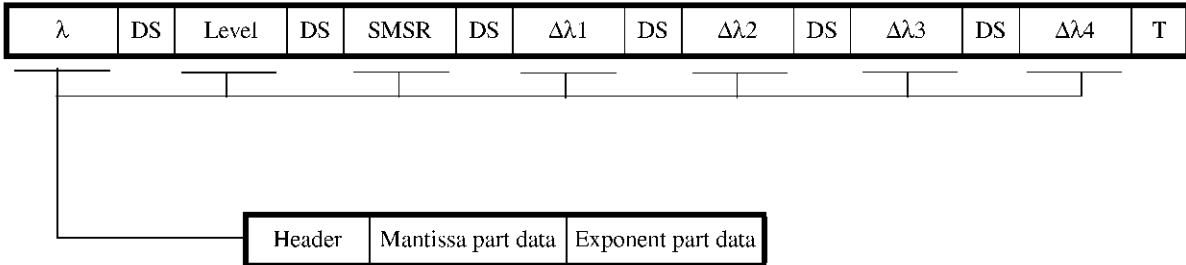 λ DS Level DS SMSR DS Δλ1 DS Δλ2 DS Δλ3 DS Δλ4 T
Header Mantissa part data Exponent part data